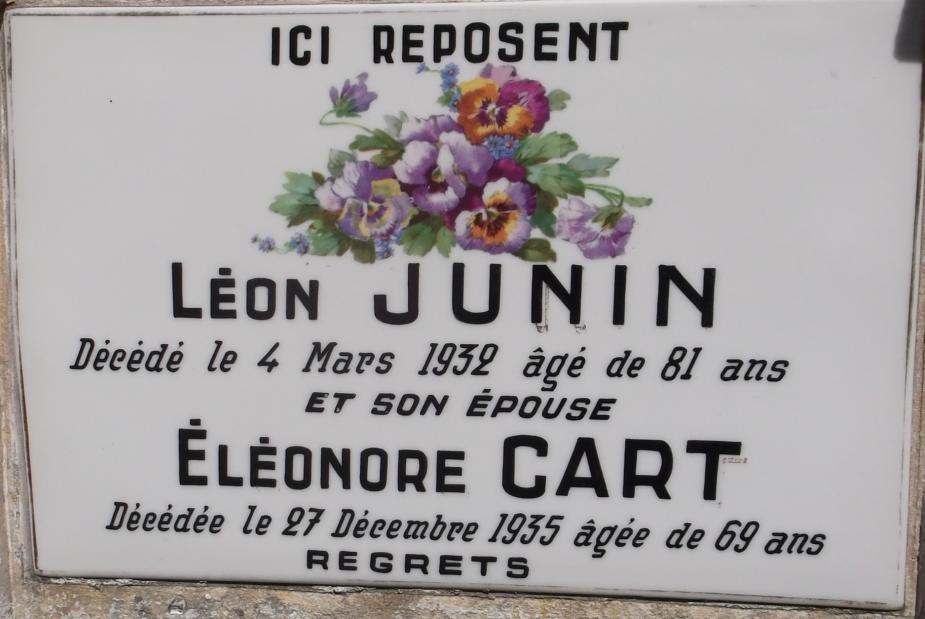 ICI REPOSENT
LÉON JUNIN
Décédé le 4 Mars 1932 âgé de 81 ans
ET SON ÉPOUSE
ÉLÉONORE CART
Décédée le 27 Décembre 1935 âgée de 69 ans
REGRETS